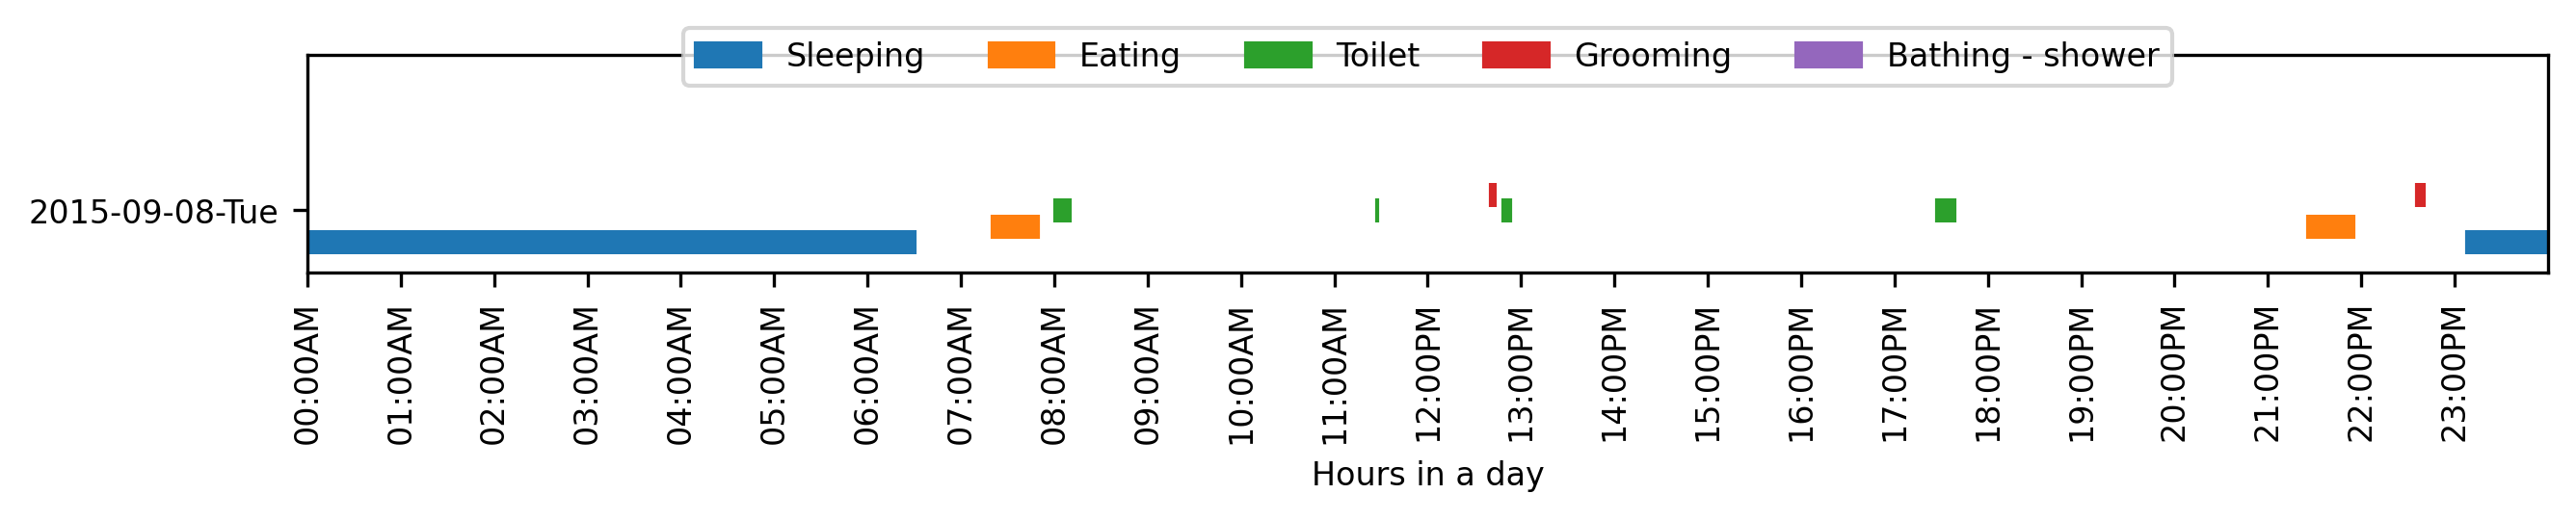 Sleeping Eating Toilet Grooming Bathing - shower
2015-09-08-Tue
00:00AM 01:00AM 02:00AM 03:00AM 04:00AM 05:00AM 06:00AM 07:00AM 08:00AM 09:00AM 10:00AM 11:00AM 12:00PM 13:00PM 14:00PM 15:00PM 16:00PM 17:00PM 18:00PM 19:00PM 20:00PM 21:00PM 22:00PM 23:00PM
Hours in a day